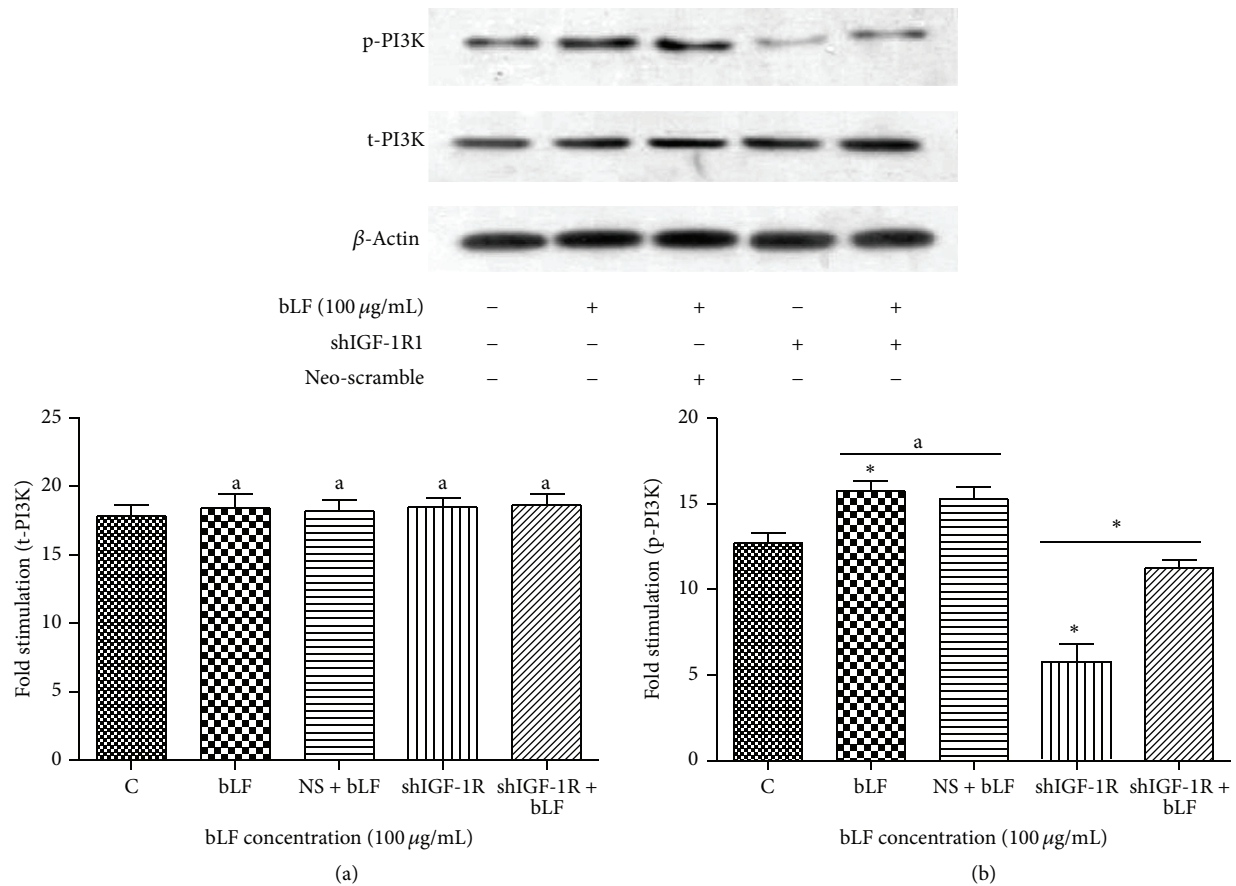 p-PI3K
t-PI3K
β-Actin
bLF (100 μg/mL) − + + − +
shIGF-1R1 − − − + +
Neo-scramble − − + − −
25
20
15
10
5
0
Fold stimulation (t-PI3K)
a a a a
C bLF NS + bLF shIGF-1R shIGF-1R + bLF
bLF concentration (100 μg/mL)
(a)
20
15
10
5
0
Fold stimulation (p-PI3K)
a
*
*
*
C bLF NS + bLF shIGF-1R shIGF-1R + bLF
bLF concentration (100 μg/mL)
(b)